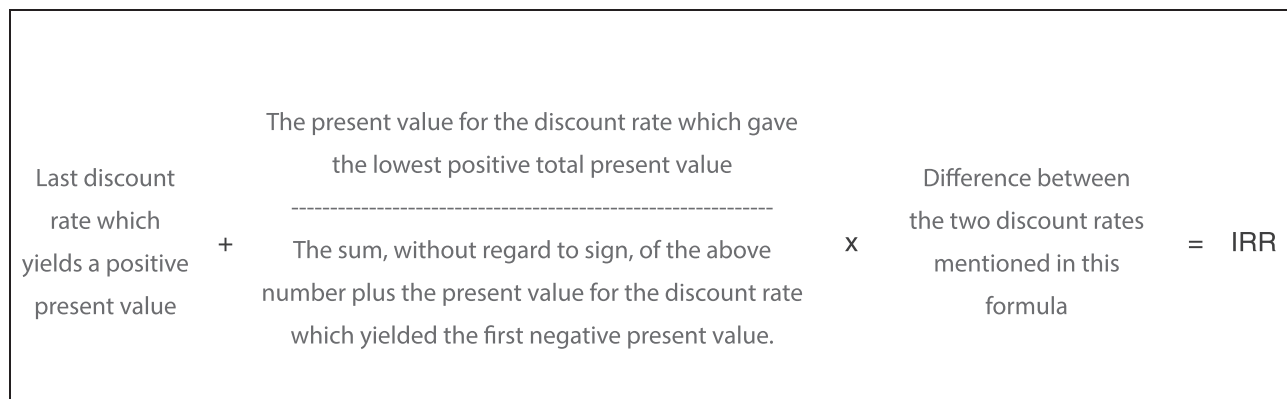 Last discount
rate which
yields a positive
present value
+
The present value for the discount rate which gave
the lowest positive total present value
--------------------------------------------------------------
The sum, without regard to sign, of the above
number plus the present value for the discount rate
which yielded the first negative present value.
x
Difference between
the two discount rates
mentioned in this
formula
= IRR